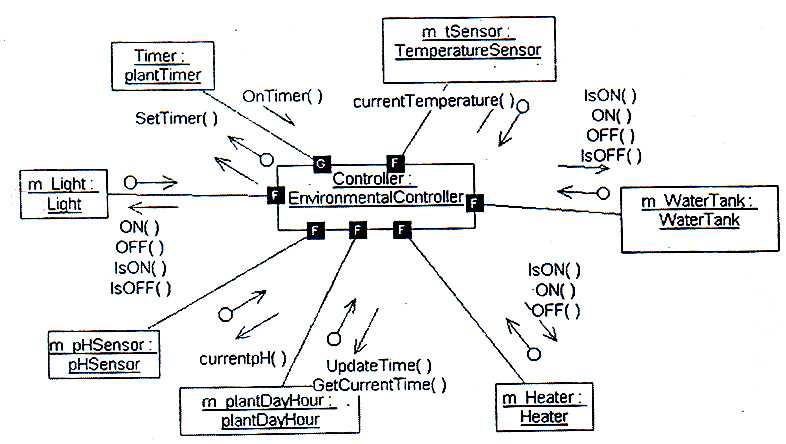 Timer :
plantTimer
m_tSensor :
TemperatureSensor
OnTimer( )
SetTimer( )
currentTemperature( )
IsON( )
ON( )
OFF( )
IsOFF( )
G
F
Controller :
EnvironmentalController
m_Light :
Light
F
F
m_WaterTank :
WaterTank
ON( )
OFF( )
IsON( )
IsOFF( )
F
F
F
IsON( )
ON( )
OFF( )
m_pHSensor :
pHSensor
currentpH( )
UpdateTime( )
GetCurrentTime( )
m_plantDayHour :
plantDayHour
m_Heater :
Heater